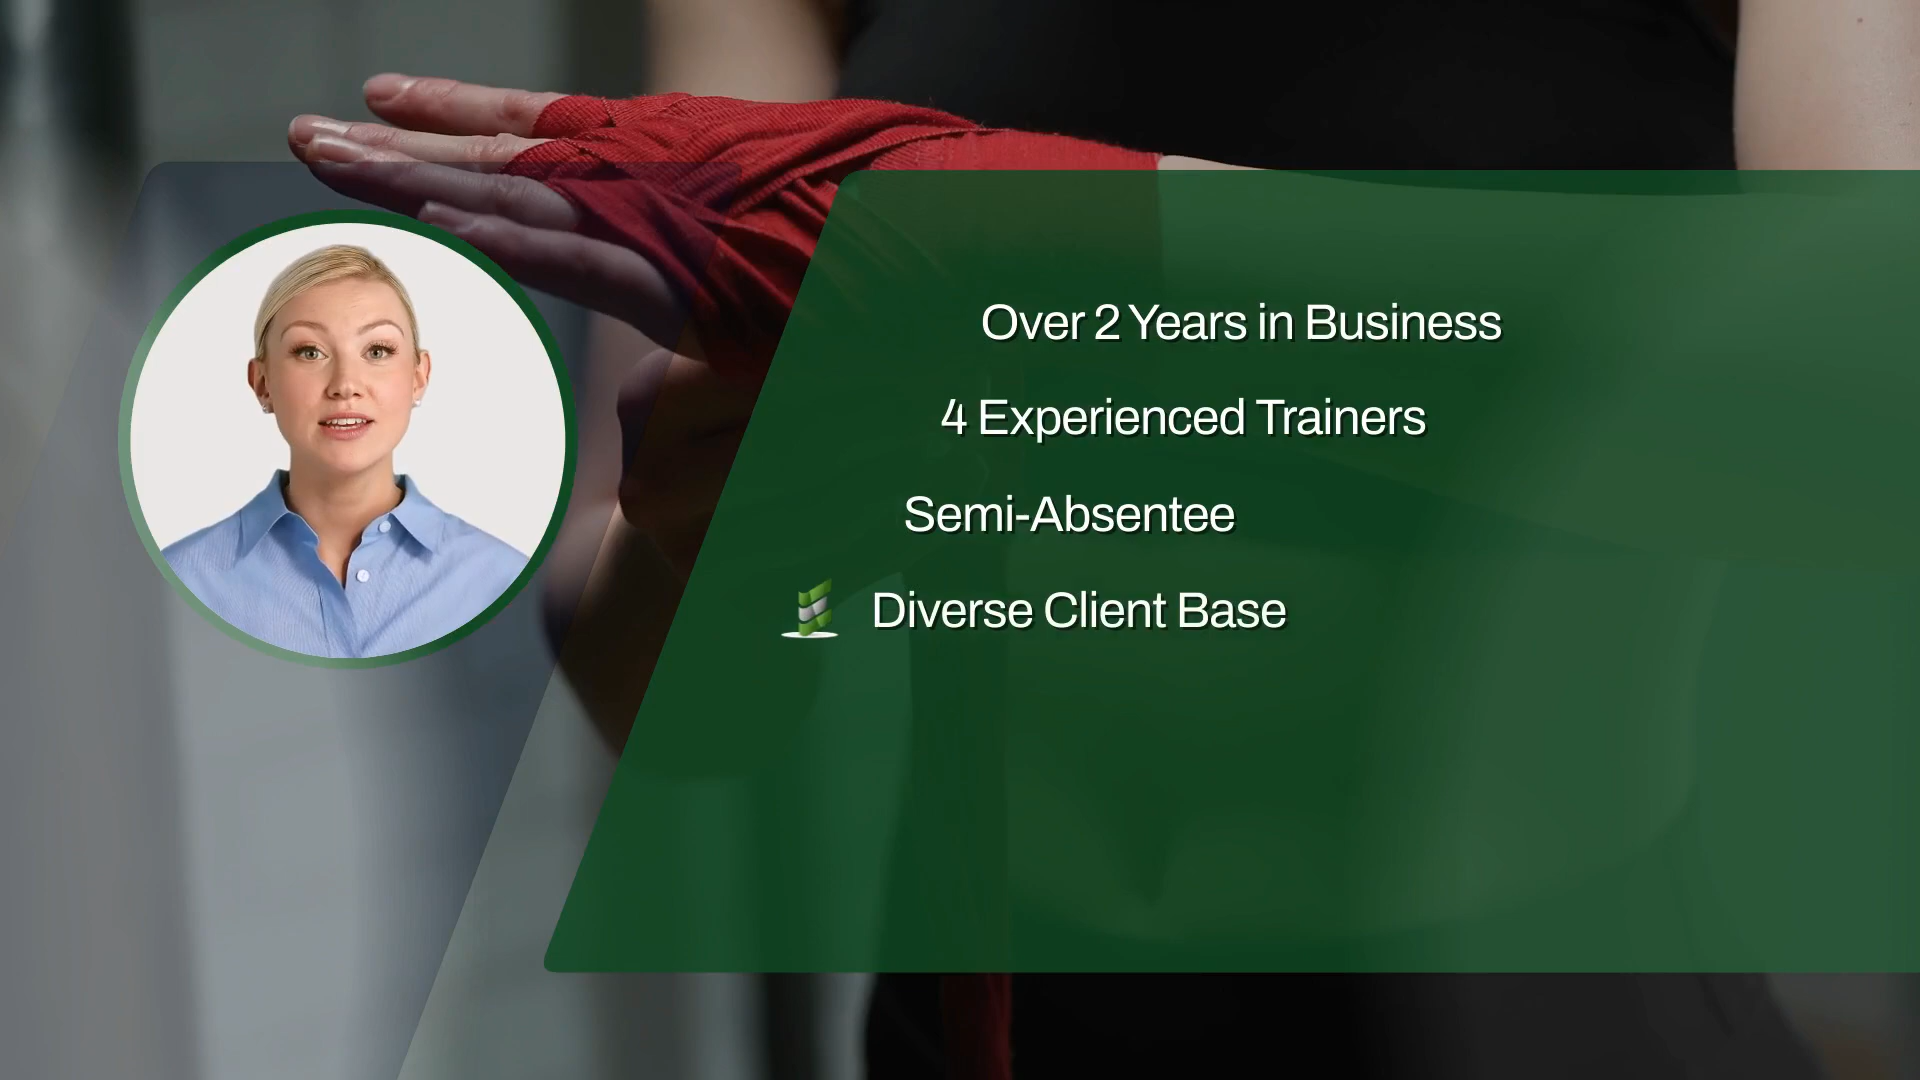 Over 2 Years in Business
4 Experienced Trainers
Semi-Absentee
Diverse Client Base